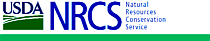 USDA
NRCS
Natural
Resources
Conservation
Service